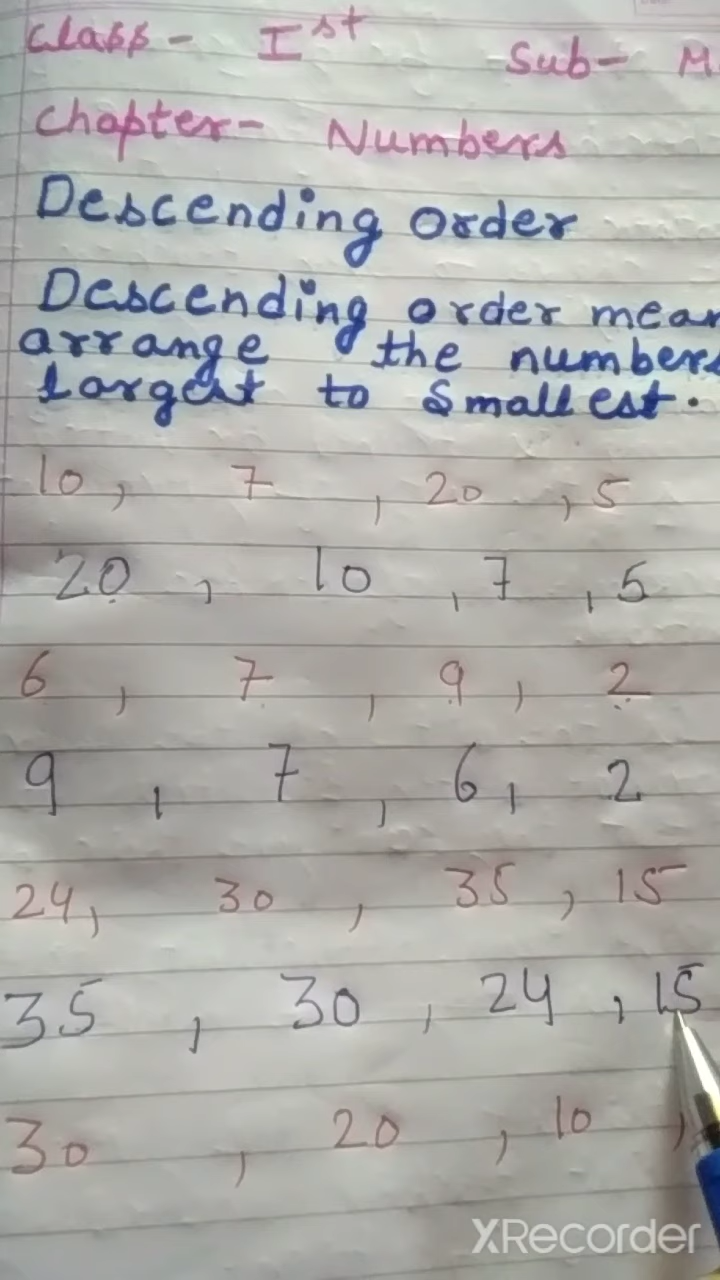 Class - Ist Sub- M
Chapter- Numbers
Descending order
Descending order mean
arrange the numbers
largest to smallest.
10, 7, 20, 5
20, 10, 7, 5
6, 7, 9, 2
9, 7, 6, 2
24, 30, 35, 15
35, 30, 24, 15
30, 20, 10,
XRecorder